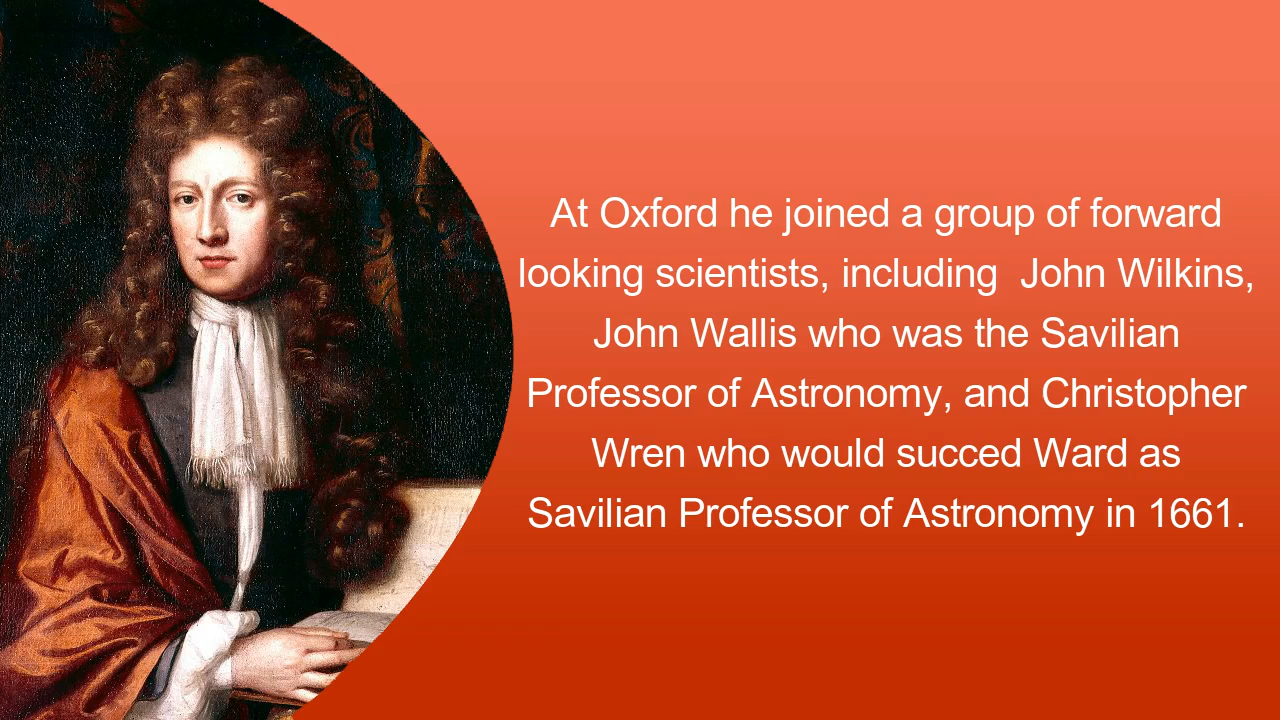 At Oxford he joined a group of forward
looking scientists, including  John Wilkins,
John Wallis who was the Savilian
Professor of Astronomy, and Christopher
Wren who would succed Ward as
Savilian Professor of Astronomy in 1661.